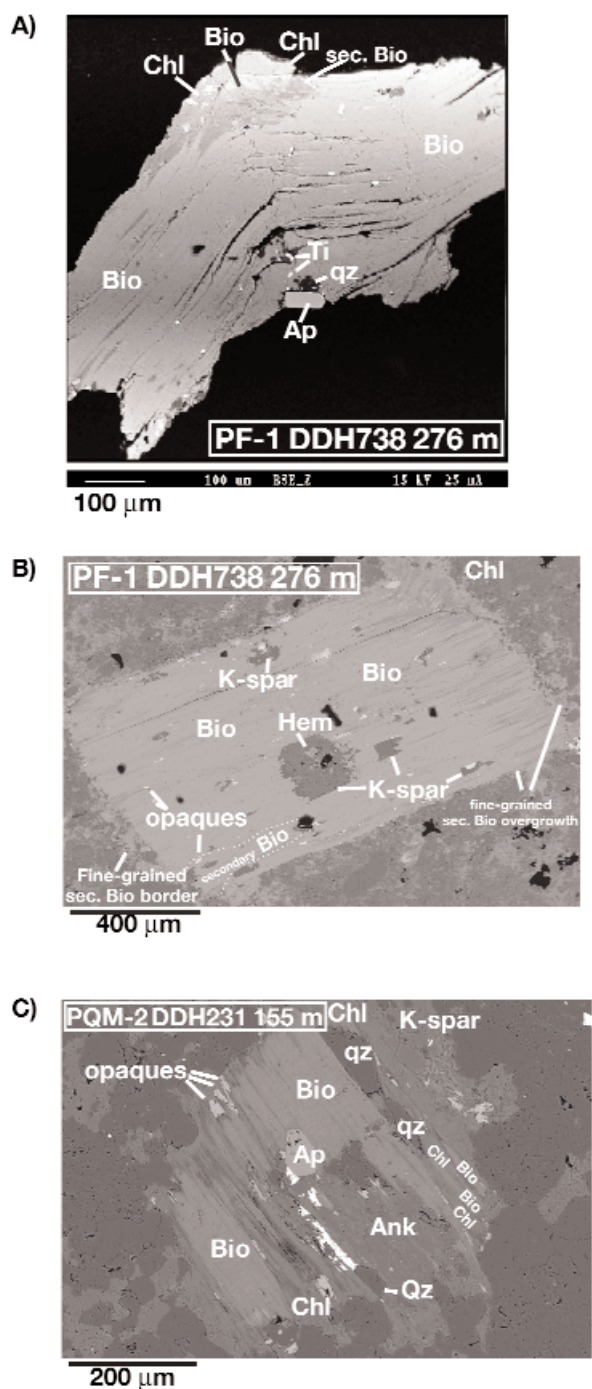 A)
Bio
Chl
Chl
sec. Bio
Bio
Bio
Ti
qz
Ap
PF-1 DDH738 276 m
100 um BSE_Z 15 kV 25 nA
100 µm
B)
PF-1 DDH738 276 m
Chl
K-spar
Bio
Bio
Hem
K-spar
opaques
fine-grained
sec. Bio overgrowth
secondary Bio
Fine-grained
sec. Bio border
400 µm
C)
PQM-2 DDH231 155 m
Chl
K-spar
qz
opaques
Bio
qz
Chl Bio
Ap
Bio
Chl
Ank
Bio
Qz
Chl
200 µm